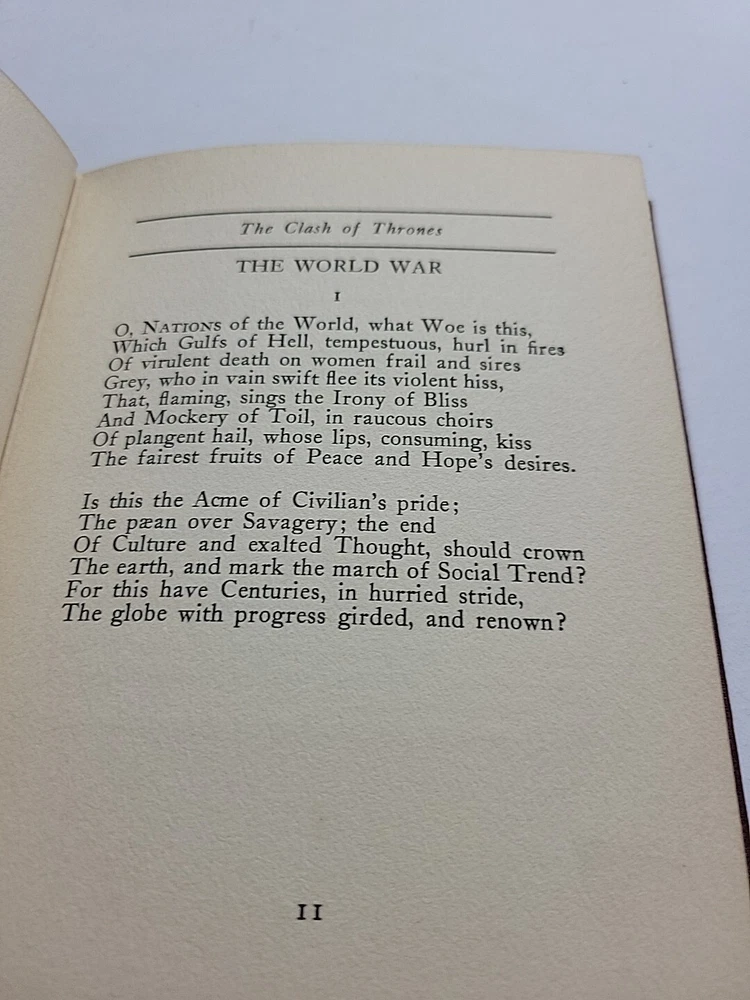 The Clash of Thrones
THE WORLD WAR
I
O, NATIONS of the World, what Woe is this,
Which Gulfs of Hell, tempestuous, hurl in fires
Of virulent death on women frail and sires
Grey, who in vain swift flee its violent hiss,
That, flaming, sings the Irony of Bliss
And Mockery of Toil, in raucous choirs
Of plangent hail, whose lips, consuming, kiss
The fairest fruits of Peace and Hope's desires.
Is this the Acme of Civilian's pride;
The pæan over Savagery; the end
Of Culture and exalted Thought, should crown
The earth, and mark the march of Social Trend?
For this have Centuries, in hurried stride,
The globe with progress girded, and renown?
II